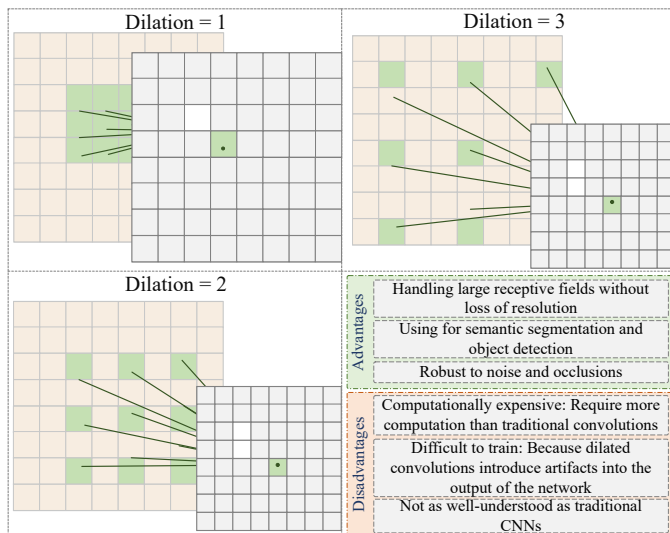 Dilation = 1
Dilation = 3
Dilation = 2
Advantages
Handling large receptive fields without
loss of resolution
Using for semantic segmentation and
object detection
Robust to noise and occlusions
Disadvantages
Computationally expensive: Require more
computation than traditional convolutions
Difficult to train: Because dilated
convolutions introduce artifacts into the
output of the network
Not as well-understood as traditional
CNNs